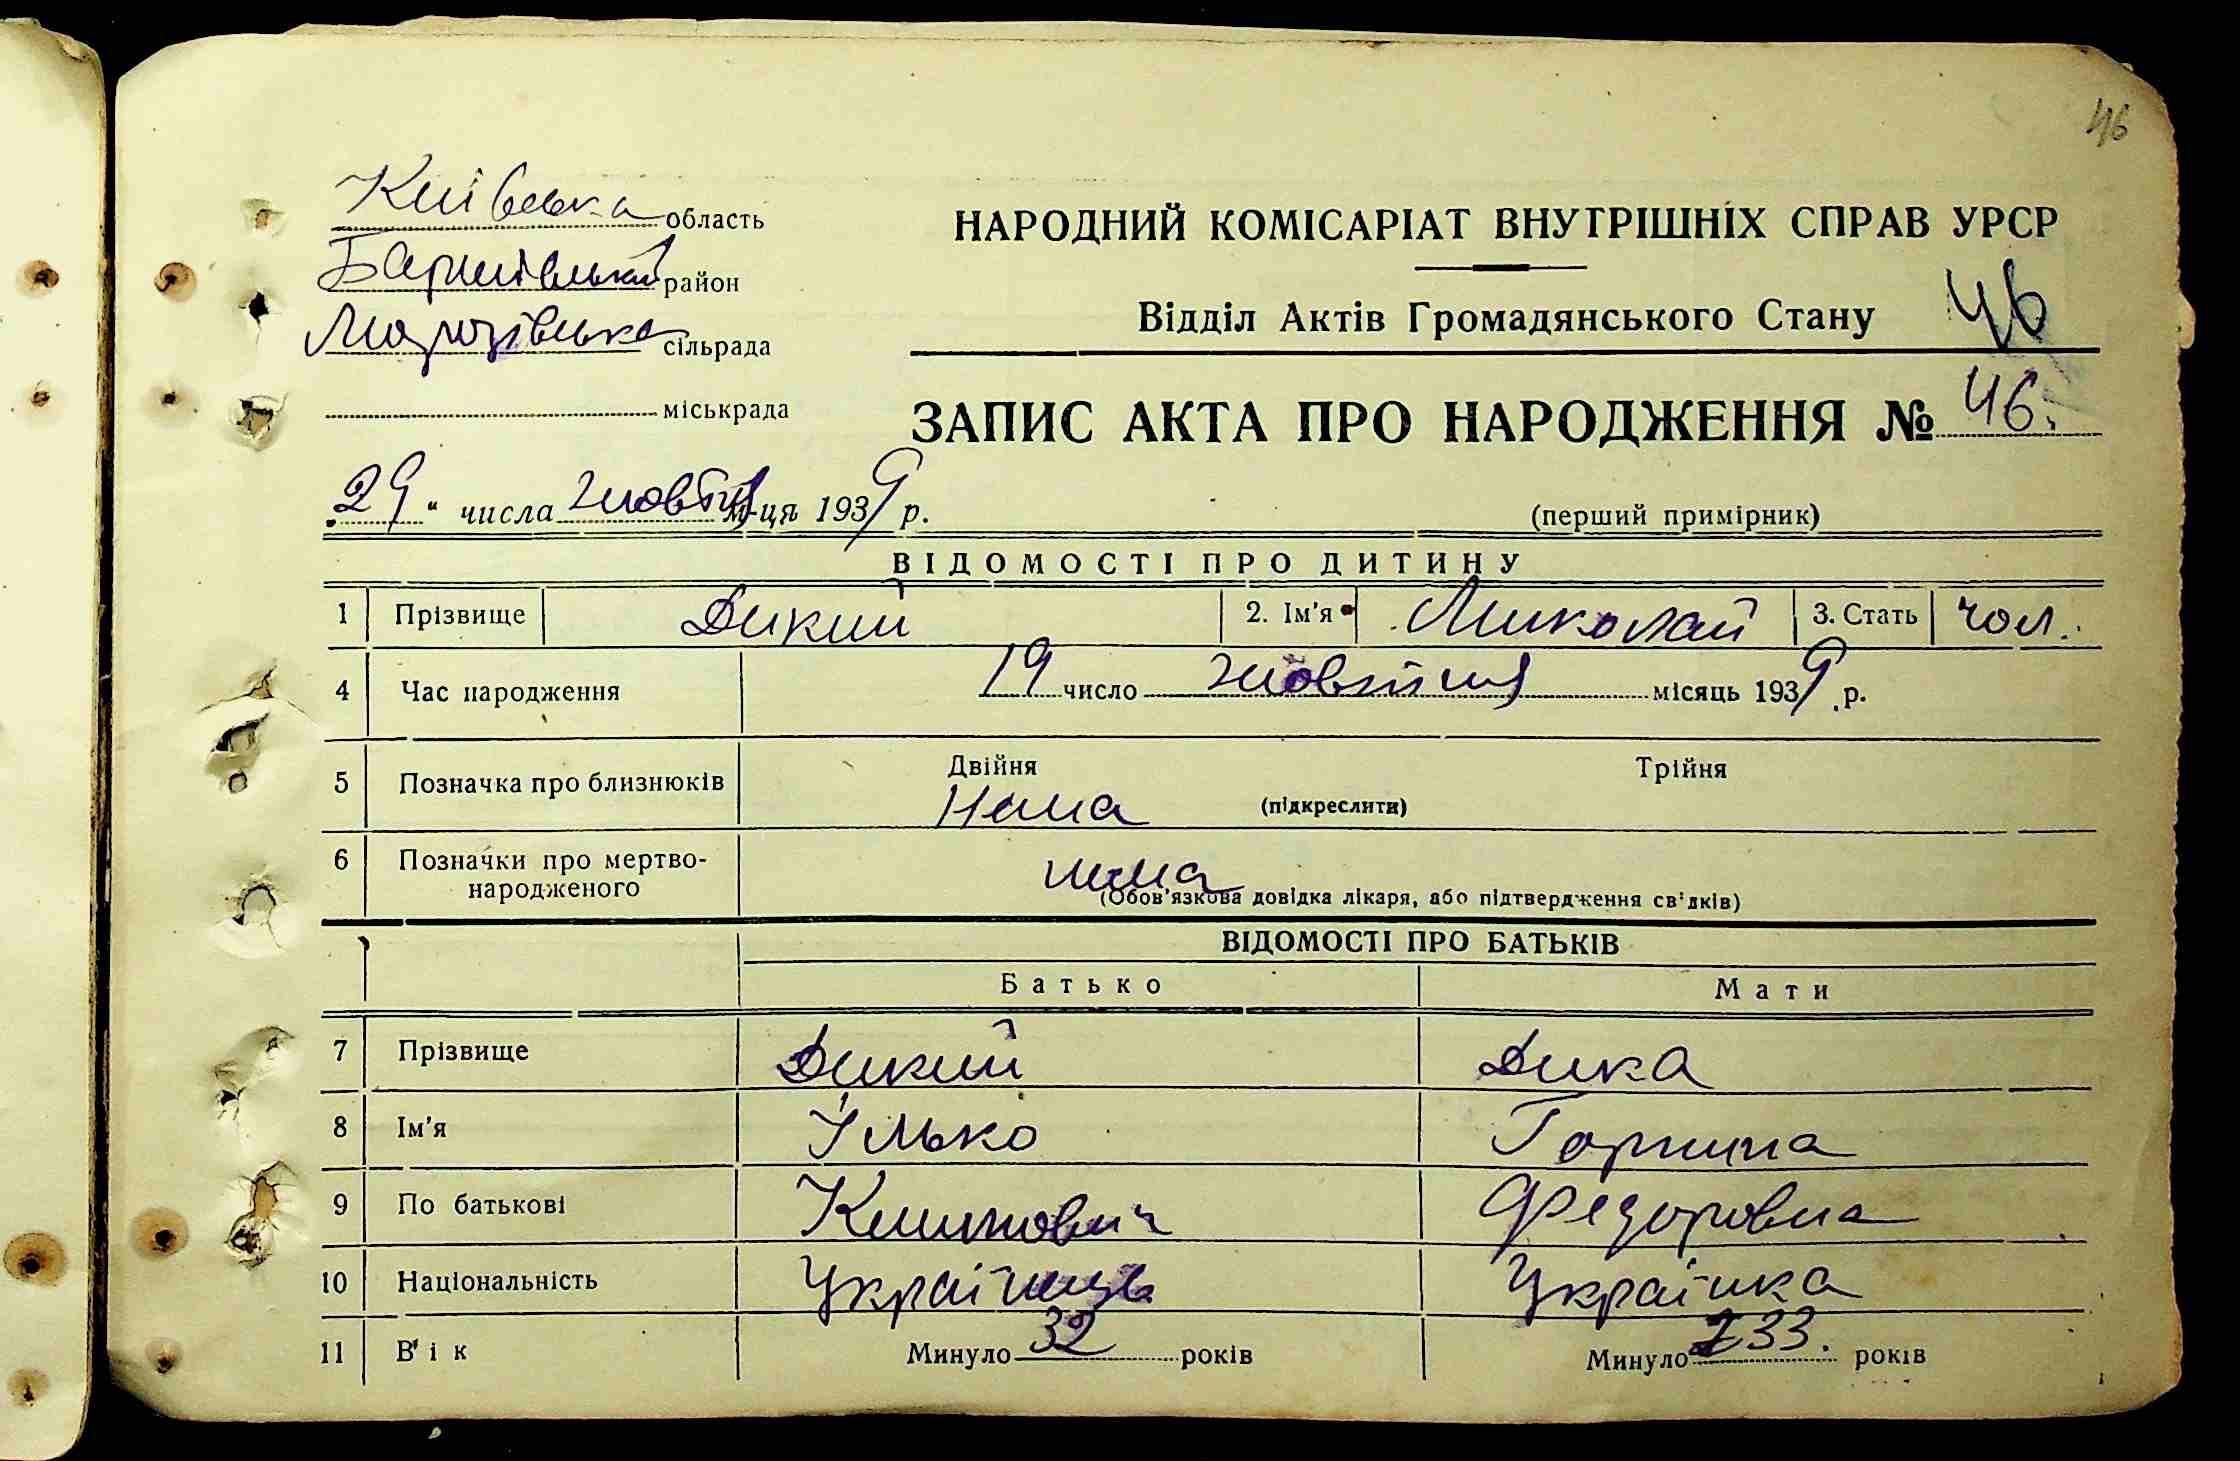 46
Київська область
Баришівський район
Морозівська сільрада
міськрада
НАРОДНИЙ КОМІСАРІАТ ВНУТРІШНІХ СПРАВ УРСР
Відділ Актів Громадянського Стану 46
ЗАПИС АКТА ПРО НАРОДЖЕННЯ № 46.
„29" числа жовтня м-ця 1939 р.
(перший примірник)
ВІДОМОСТІ ПРО ДИТИНУ
1 Прізвище Дикий 2. Ім'я Миколай 3. Стать чол.
4 Час народження 19 число жовтня місяць 1939 р.
5 Позначка про близнюків Двійня Трійня
Нема (підкреслити)
6 Позначки про мертво-
народженого нема
(Обов'язкова довідка лікаря, або підтвердження свідків)
ВІДОМОСТІ ПРО БАТЬКІВ
Батько Мати
7 Прізвище Дикий Дика
8 Ім'я Ілько Горпина
9 По батькові Климович Федоровна
10 Національність Українець Українка
11 Вік Минуло 32 років Минуло 33. років